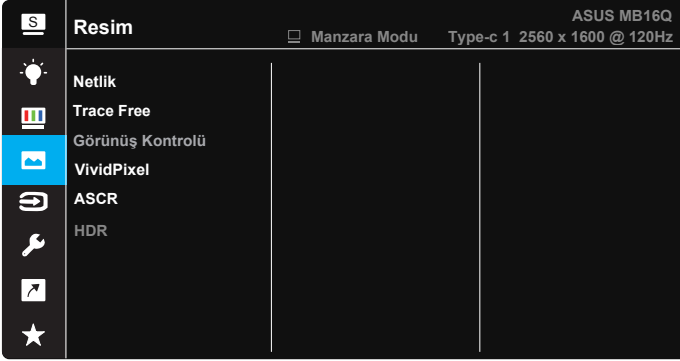 S
Resim
ASUS MB16Q
Manzara Modu Type-c 1 2560 x 1600 @ 120Hz
Netlik
Trace Free
Görünüş Kontrolü
VividPixel
ASCR
HDR